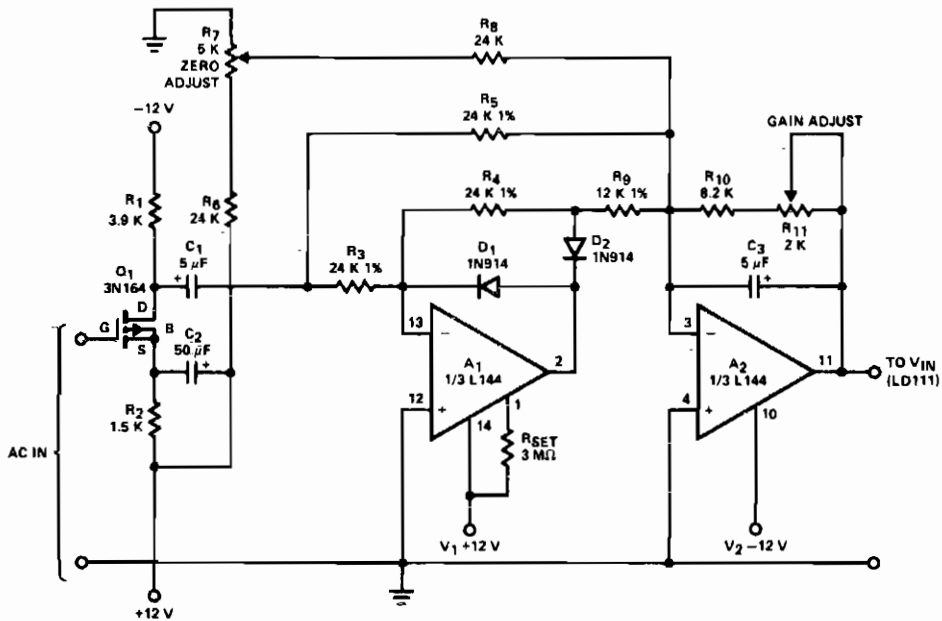 R7
5 K
ZERO
ADJUST
R8
24 K
R5
24 K 1%
GAIN ADJUST
−12 V
R1
3.9 K
R6
24 K
R4
24 K 1%
R9
12 K 1%
R10
8.2 K
R11
2 K
C1
5 μF
+
R3
24 K 1%
D1
1N914
D2
1N914
C3
5 μF
+
Q1
3N164
D
G
B
S
C2
50 μF
+
13
−
A1
1/3 L144
2
12
+
1
14
3
−
A2
1/3 L144
11
4
+
10
TO VIN
(LD111)
R2
1.5 K
RSET
3 MΩ
AC IN
V1 +12 V
V2 −12 V
+12 V